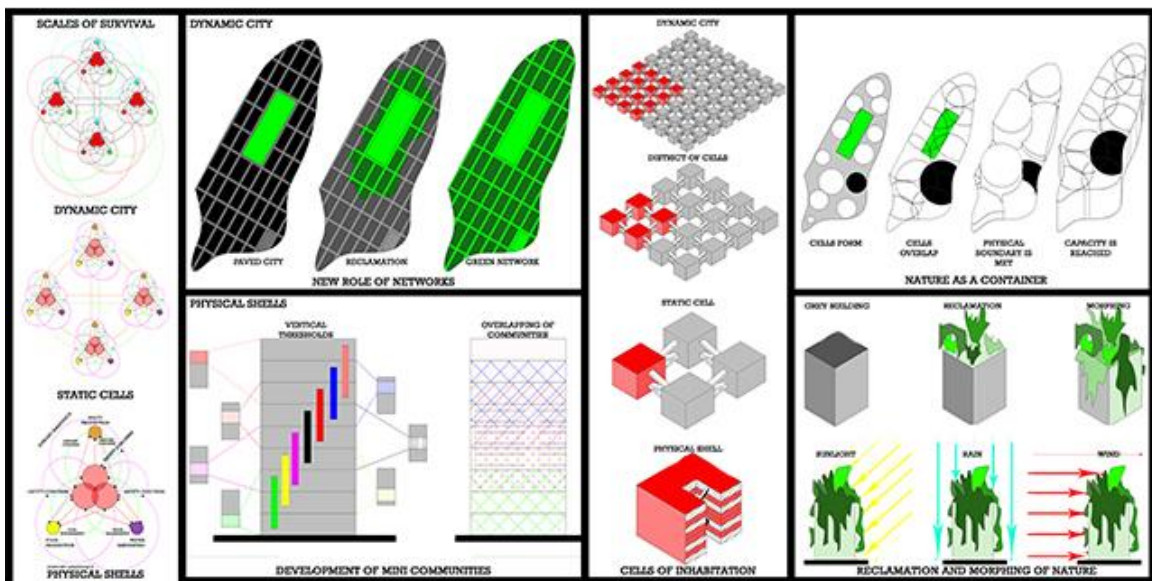 SCALES OF SURVIVAL
DYNAMIC CITY
STATIC CELLS
PHYSICAL SHELLS
DYNAMIC CITY
PAVED CITY
RECLAMATION
GREEN NETWORK
NEW ROLE OF NETWORKS
PHYSICAL SHELLS
VERTICAL
THRESHOLDS
OVERLAPPING OF
COMMUNITIES
DEVELOPMENT OF MINI COMMUNITIES
DYNAMIC CITY
DISTRICT OF CELLS
STATIC CELL
PHYSICAL SHELL
CELLS OF INHABITATION
CELLS FORM
CELLS
OVERLAP
PHYSICAL
BOUNDARY IS
MET
CAPACITY IS
REACHED
NATURE AS A CONTAINER
GREY BUILDING
RECLAMATION
MORPHING
SUNLIGHT
RAIN
WIND
RECLAMATION AND MORPHING OF NATURE